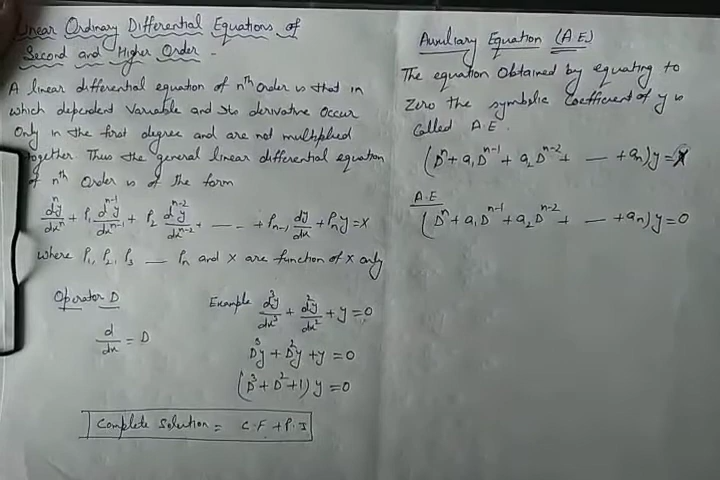 Linear Ordinary Differential Equations of
Second and Higher Order -
A linear differential equation of nth order is that in
which dependent Variable and Its derivative Occur
Only in the first degree and are not multiplied
together Thus the general linear differential equation
of nth Order is of the form
dⁿy/dxⁿ + P₁ dⁿ⁻¹y/dxⁿ⁻¹ + P₂ dⁿ⁻²y/dxⁿ⁻² + — - - + Pₙ₋₁ dy/dx + Pₙy = X
where P₁, P₂, P₃ — Pₙ and X are function of X only
Operator D
d/dx = D
Example d³y/dx³ + d²y/dx² + y = 0
D³y + D²y + y = 0
(D³ + D² + 1) y = 0
Complete Solution = C.F + P.I
Auxuliary Equation (A.E)
The equation Obtained by equating to
Zero the symbolic Coefficient of y is
Called A.E.
(Dⁿ + a₁Dⁿ⁻¹ + a₂Dⁿ⁻² + — - + aₙ)y = X
A.E
(Dⁿ + a₁Dⁿ⁻¹ + a₂Dⁿ⁻² + — - + aₙ)y = 0